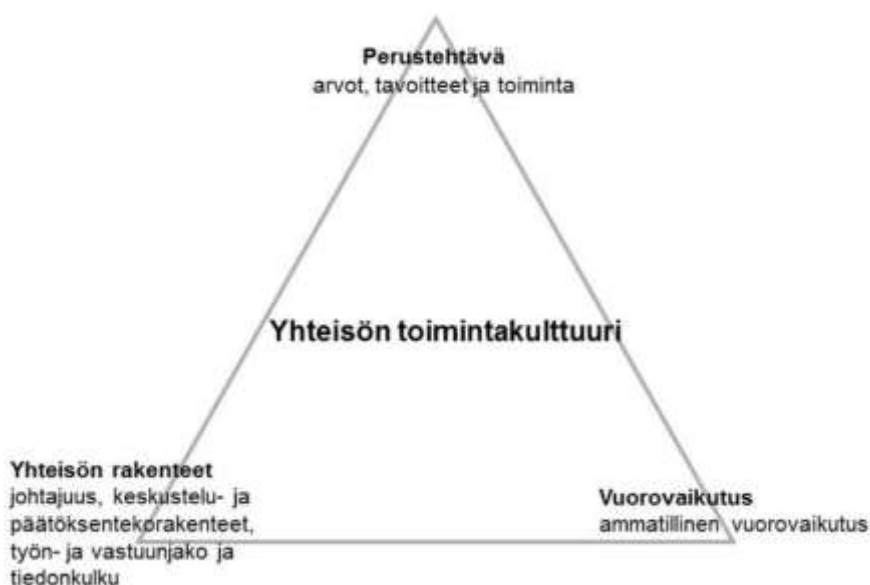 Perustehtävä
arvot, tavoitteet ja toiminta
Yhteisön toimintakulttuuri
Yhteisön rakenteet
johtajuus, keskustelu- ja
päätöksentekorakenteet,
työn- ja vastuunjako ja
tiedonkulku
Vuorovaikutus
ammatillinen vuorovaikutus